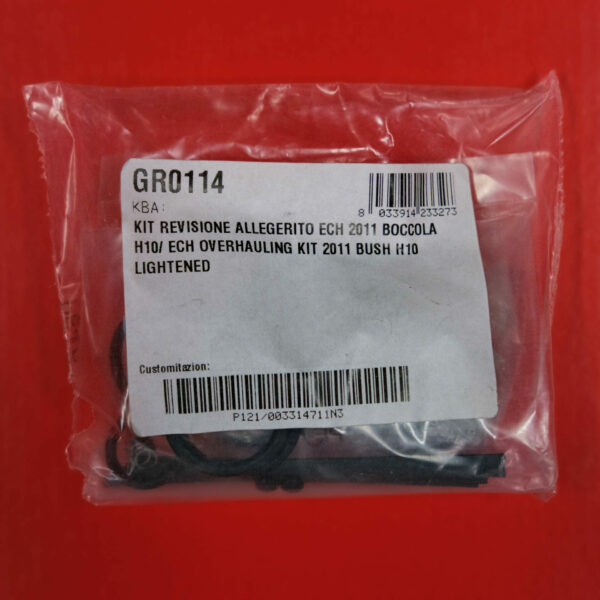 GR0114
KBA:
8 033914 233273
KIT REVISIONE ALLEGERITO ECH 2011 BOCCOLA
H10/ ECH OVERHAULING KIT 2011 BUSH H10
LIGHTENED
Customitazion:
P121/003314711N3